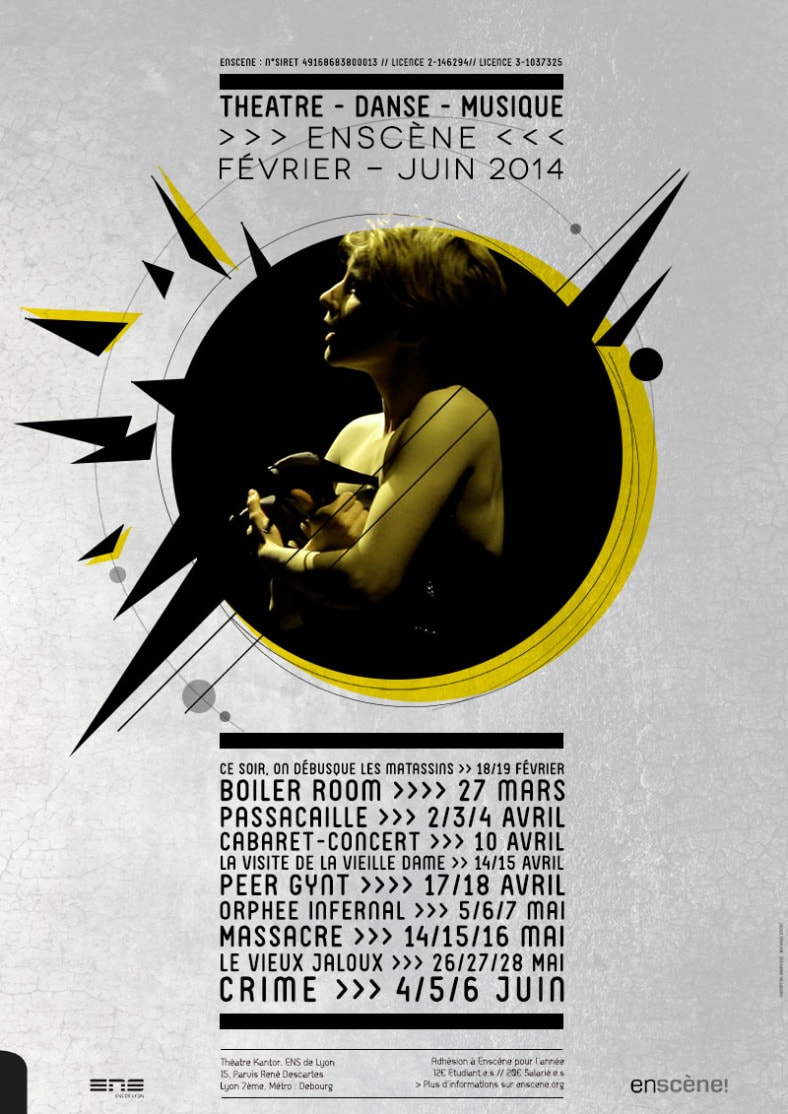 ENSCENE : N°SIRET 49168683800013 // LICENCE 2-146294// LICENCE 3-1037325
THEATRE - DANSE - MUSIQUE
>>> ENSCÈNE <<<
FÉVRIER – JUIN 2014
CE SOIR, ON DÉBUSQUE LES MATASSINS >> 18/19 FÉVRIER
BOILER ROOM >>>> 27 MARS
PASSACAILLE >>> 2/3/4 AVRIL
CABARET-CONCERT >>> 10 AVRIL
LA VISITE DE LA VIEILLE DAME >> 14/15 AVRIL
PEER GYNT >>>> 17/18 AVRIL
ORPHEE INFERNAL >>> 5/6/7 MAI
MASSACRE >>> 14/15/16 MAI
LE VIEUX JALOUX >>> 26/27/28 MAI
CRIME >>> 4/5/6 JUIN
Théatre Kantor, ENS de Lyon
15, Parvis René Descartes
Lyon 7ème, Métro : Debourg
Adhésion à Enscène pour l'année
12€ Etudiant.e.s // 20€ Salarié.e.s
> Plus d'informations sur enscene.org
ENS
ENS DE LYON
enscène!